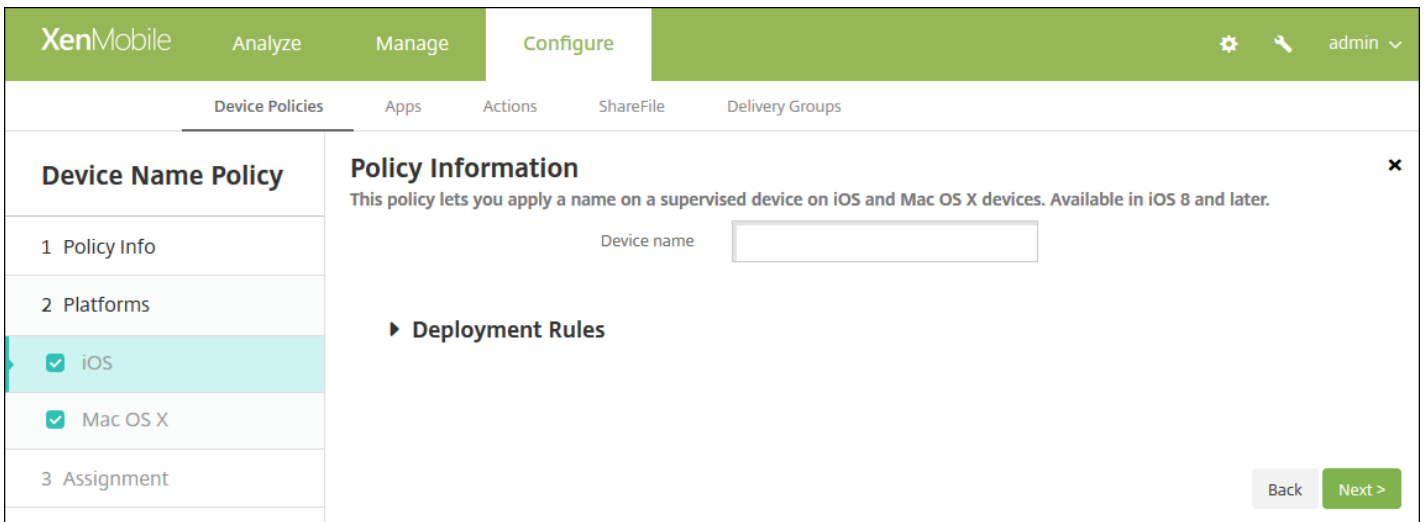 XenMobile Analyze Manage Configure admin
Device Policies Apps Actions ShareFile Delivery Groups
Device Name Policy
1 Policy Info
2 Platforms
iOS
Mac OS X
3 Assignment
Policy Information
This policy lets you apply a name on a supervised device on iOS and Mac OS X devices. Available in iOS 8 and later.
Device name
Deployment Rules
Back Next >